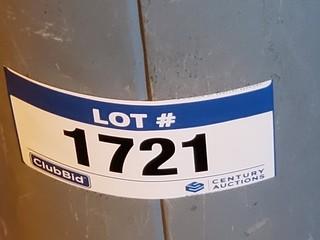 LOT #
1721
ClubBid
CENTURY
AUCTIONS